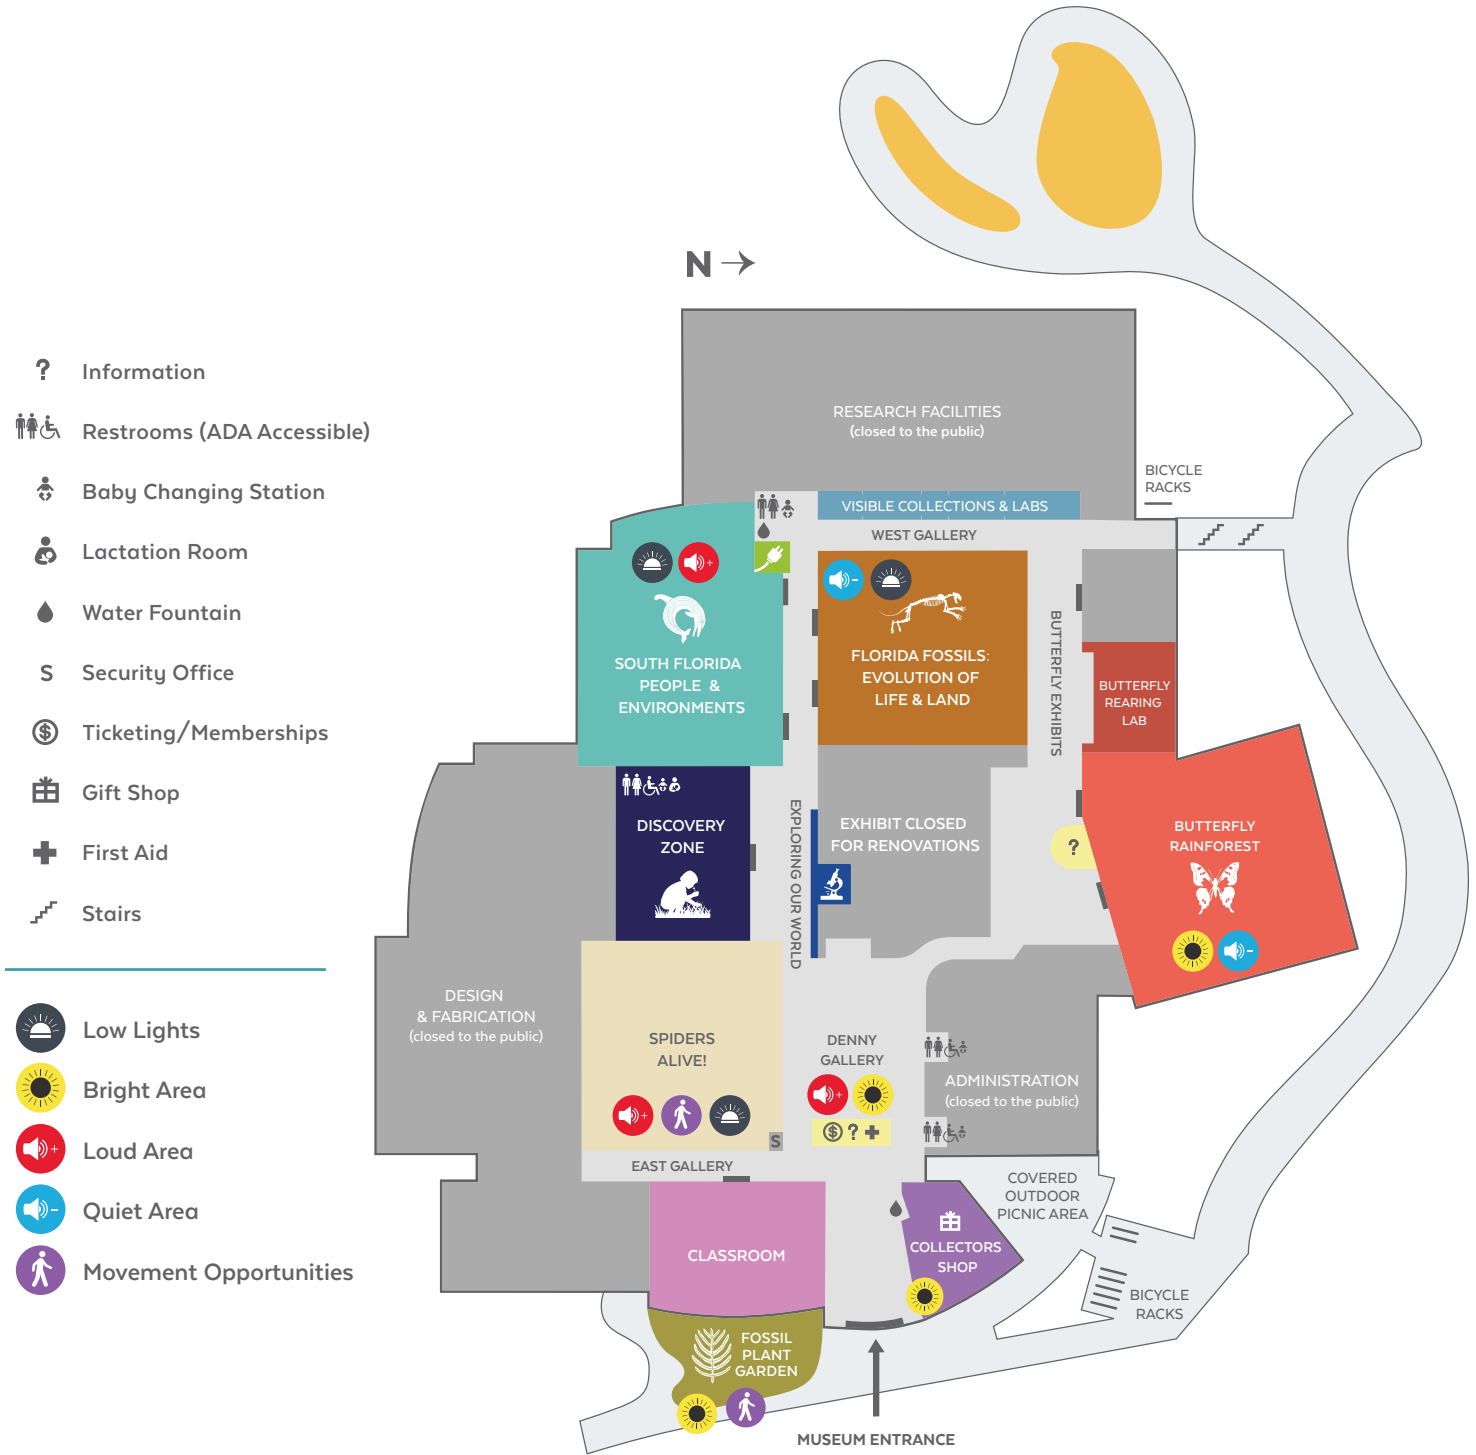 N
?
Information
Restrooms (ADA Accessible)
Baby Changing Station
Lactation Room
Water Fountain
S
Security Office
$
Ticketing/Memberships
Gift Shop
First Aid
Stairs
Low Lights
Bright Area
+
Loud Area
-
Quiet Area
Movement Opportunities
RESEARCH FACILITIES
(closed to the public)
BICYCLE
RACKS
VISIBLE COLLECTIONS & LABS
WEST GALLERY
+
-
SOUTH FLORIDA
PEOPLE &
ENVIRONMENTS
FLORIDA FOSSILS:
EVOLUTION OF
LIFE & LAND
BUTTERFLY EXHIBITS
BUTTERFLY
REARING
LAB
DISCOVERY
ZONE
EXPLORING OUR WORLD
EXHIBIT CLOSED
FOR RENOVATIONS
?
BUTTERFLY
RAINFOREST
-
DESIGN
& FABRICATION
(closed to the public)
SPIDERS
ALIVE!
+
S
DENNY
GALLERY
+
$ ?
ADMINISTRATION
(closed to the public)
EAST GALLERY
COVERED
OUTDOOR
PICNIC AREA
CLASSROOM
COLLECTORS
SHOP
BICYCLE
RACKS
FOSSIL
PLANT
GARDEN
MUSEUM ENTRANCE